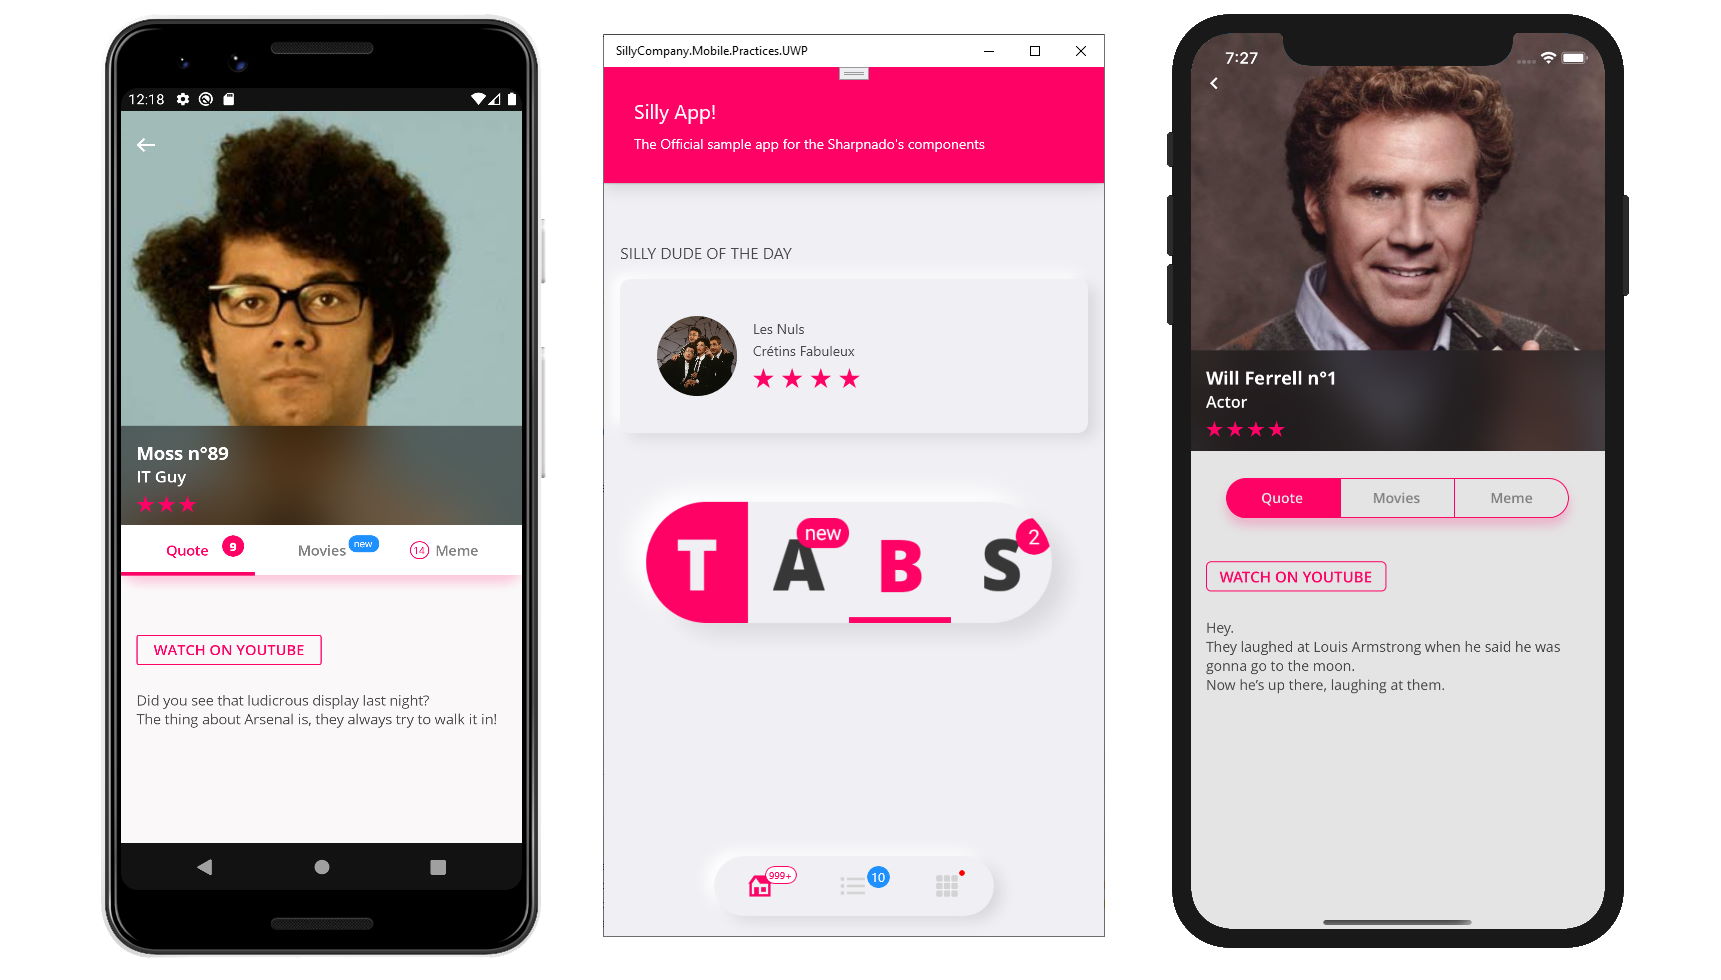 12:18
Moss n°89
IT Guy
Quote
9
Movies
new
14
Meme
WATCH ON YOUTUBE
Did you see that ludicrous display last night?
The thing about Arsenal is, they always try to walk it in!
SillyCompany.Mobile.Practices.UWP
Silly App!
The Official sample app for the Sharpnado's components
SILLY DUDE OF THE DAY
Les Nuls
Crétins Fabuleux
T A B S
new
2
999+
10
7:27
Will Ferrell n°1
Actor
Quote
Movies
Meme
WATCH ON YOUTUBE
Hey.
They laughed at Louis Armstrong when he said he was
gonna go to the moon.
Now he’s up there, laughing at them.